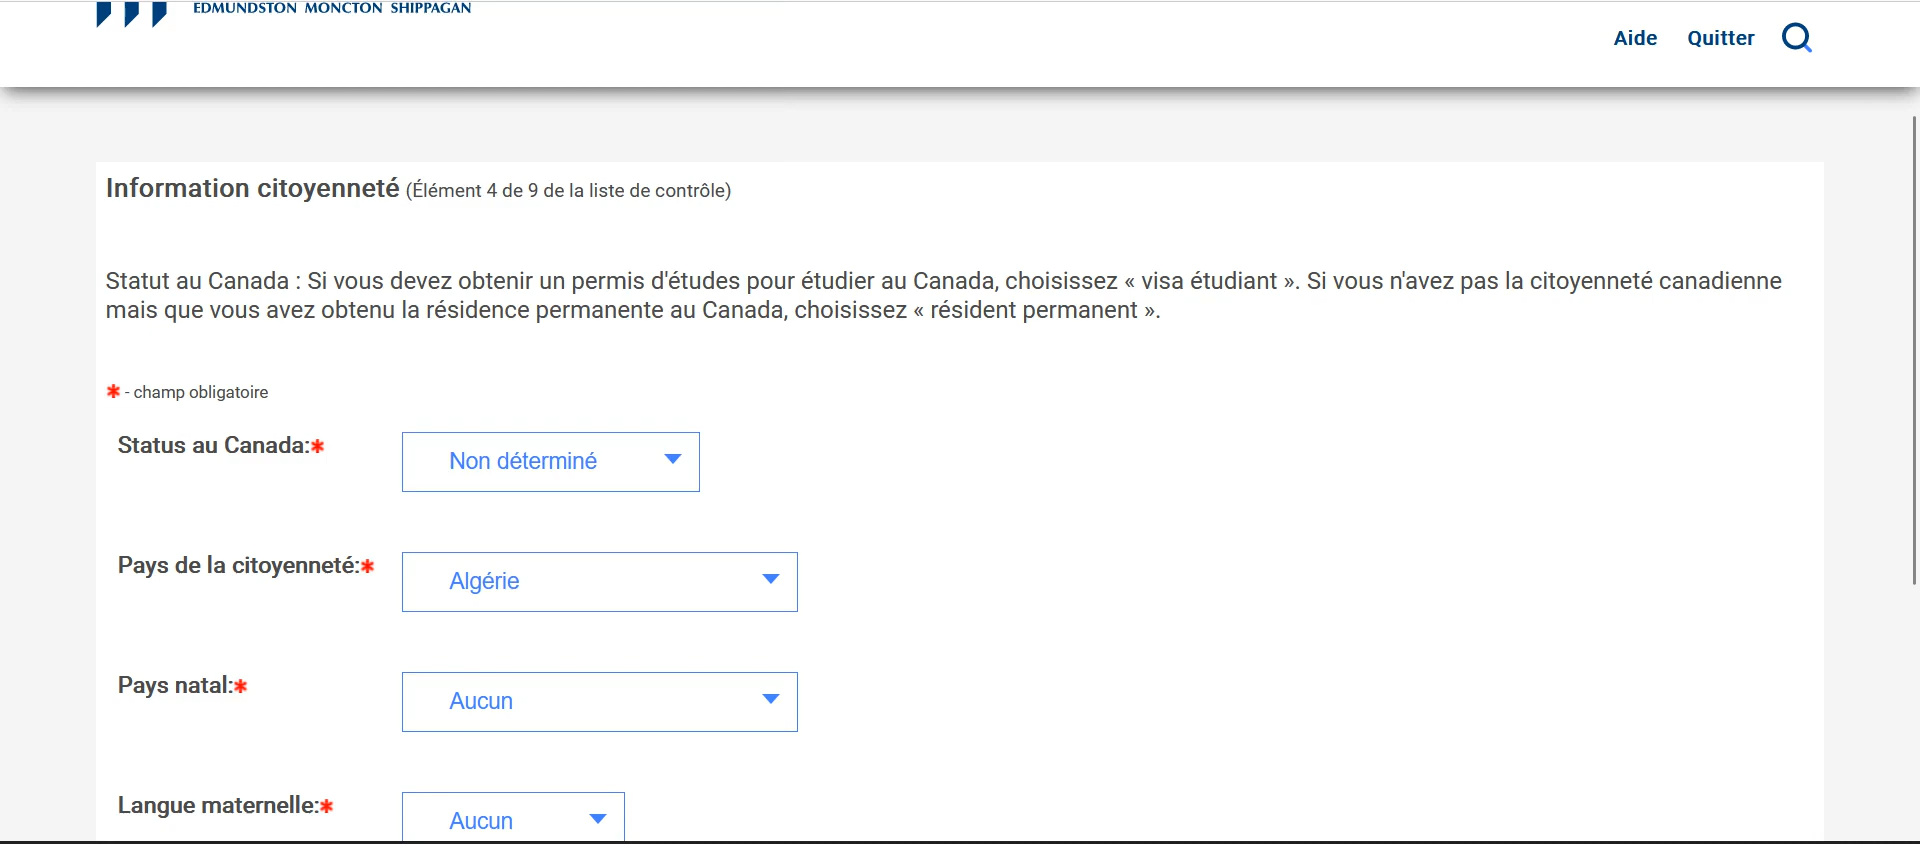 EDMUNDSTON MONCTON SHIPPAGAN
Aide Quitter
Information citoyenneté (Élément 4 de 9 de la liste de contrôle)
Statut au Canada : Si vous devez obtenir un permis d'études pour étudier au Canada, choisissez « visa étudiant ». Si vous n'avez pas la citoyenneté canadienne
mais que vous avez obtenu la résidence permanente au Canada, choisissez « résident permanent ».
* - champ obligatoire
Status au Canada:* Non déterminé
Pays de la citoyenneté:* Algérie
Pays natal:* Aucun
Langue maternelle:* Aucun